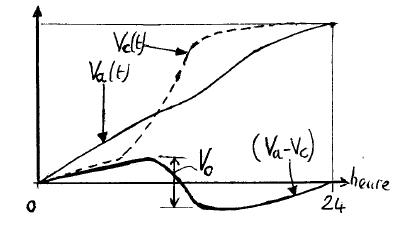 Vc(t)
Va(t)
V0
(Va-Vc)
heure
0
24